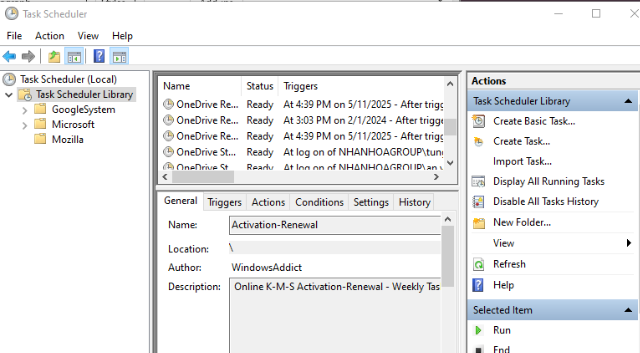 Task Scheduler
File Action View Help
Task Scheduler (Local)
Task Scheduler Library
GoogleSystem
Microsoft
Mozilla
Name Status Triggers
OneDrive Re... Ready At 4:39 PM on 5/11/2025 - After trigg
OneDrive Re... Ready At 3:03 PM on 2/1/2024 - After trigge
OneDrive Re... Ready At 4:39 PM on 5/11/2025 - After trigg
OneDrive St... Ready At log on of NHANHOAGROUP\tung
OneDrive St... Ready At log on of NHANHOAGROUP\an.v
General Triggers Actions Conditions Settings History
Name: Activation-Renewal
Location: \
Author: WindowsAddict
Description: Online K-M-S Activation-Renewal - Weekly Tas
Actions
Task Scheduler Library
Create Basic Task...
Create Task...
Import Task...
Display All Running Tasks
Disable All Tasks History
New Folder...
View
Refresh
Help
Selected Item
Run
End